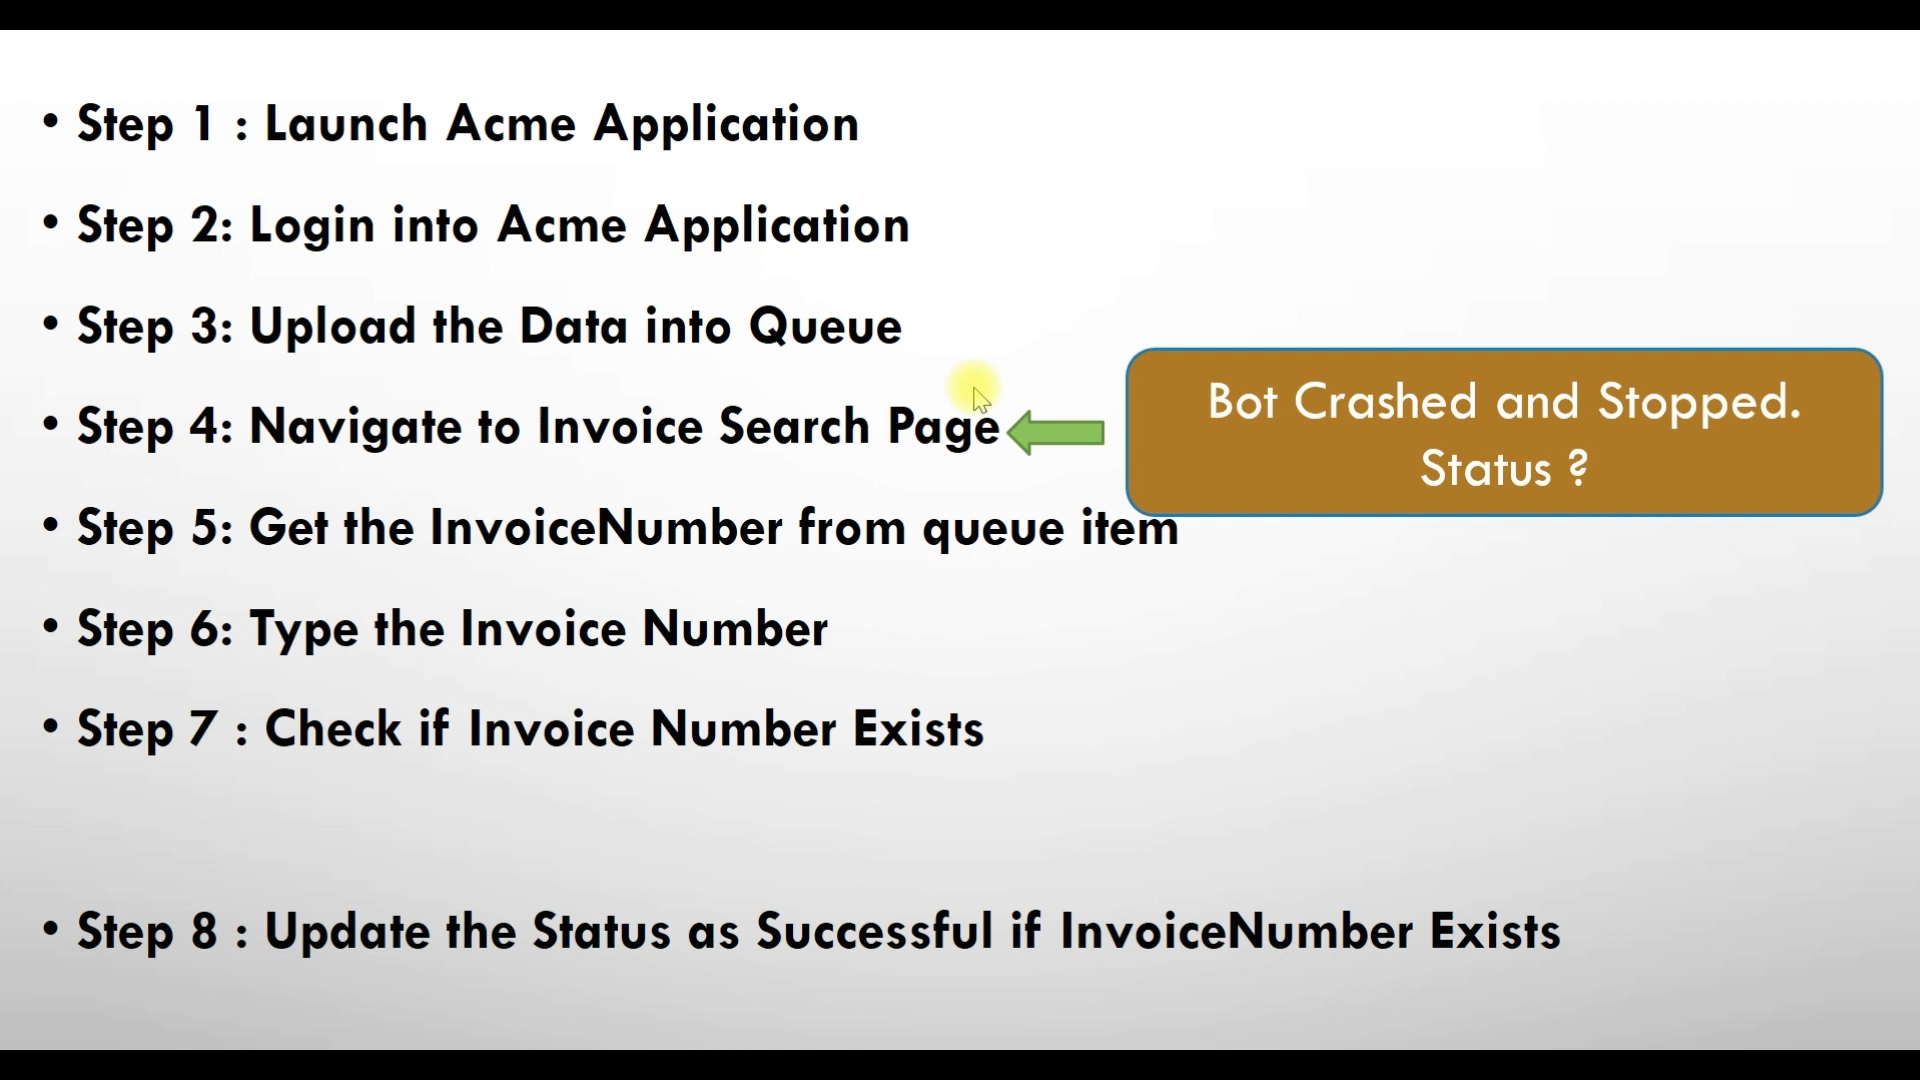 • Step 1 : Launch Acme Application
• Step 2: Login into Acme Application
• Step 3: Upload the Data into Queue
• Step 4: Navigate to Invoice Search Page
Bot Crashed and Stopped.
Status ?
• Step 5: Get the InvoiceNumber from queue item
• Step 6: Type the Invoice Number
• Step 7 : Check if Invoice Number Exists
• Step 8 : Update the Status as Successful if InvoiceNumber Exists